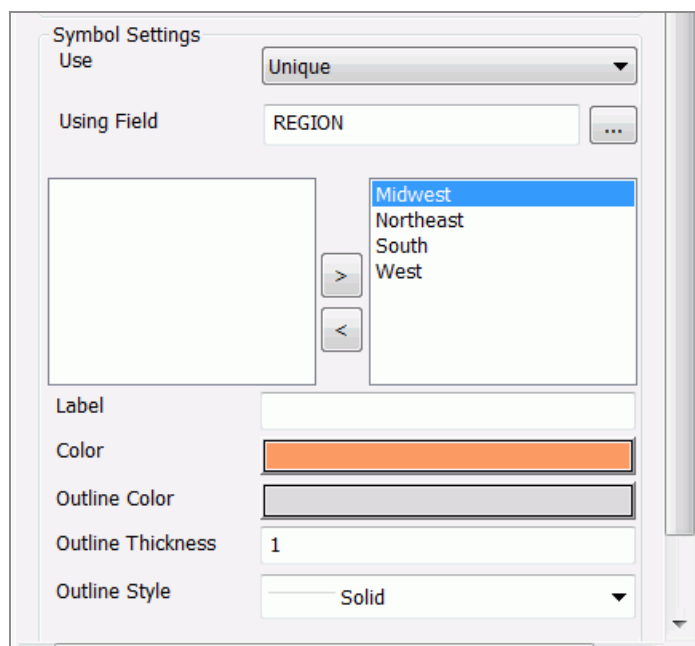 Symbol Settings
Use
Unique
Using Field
REGION
...
Midwest
Northeast
South
West
>
<
Label
Color
Outline Color
Outline Thickness
1
Outline Style
Solid